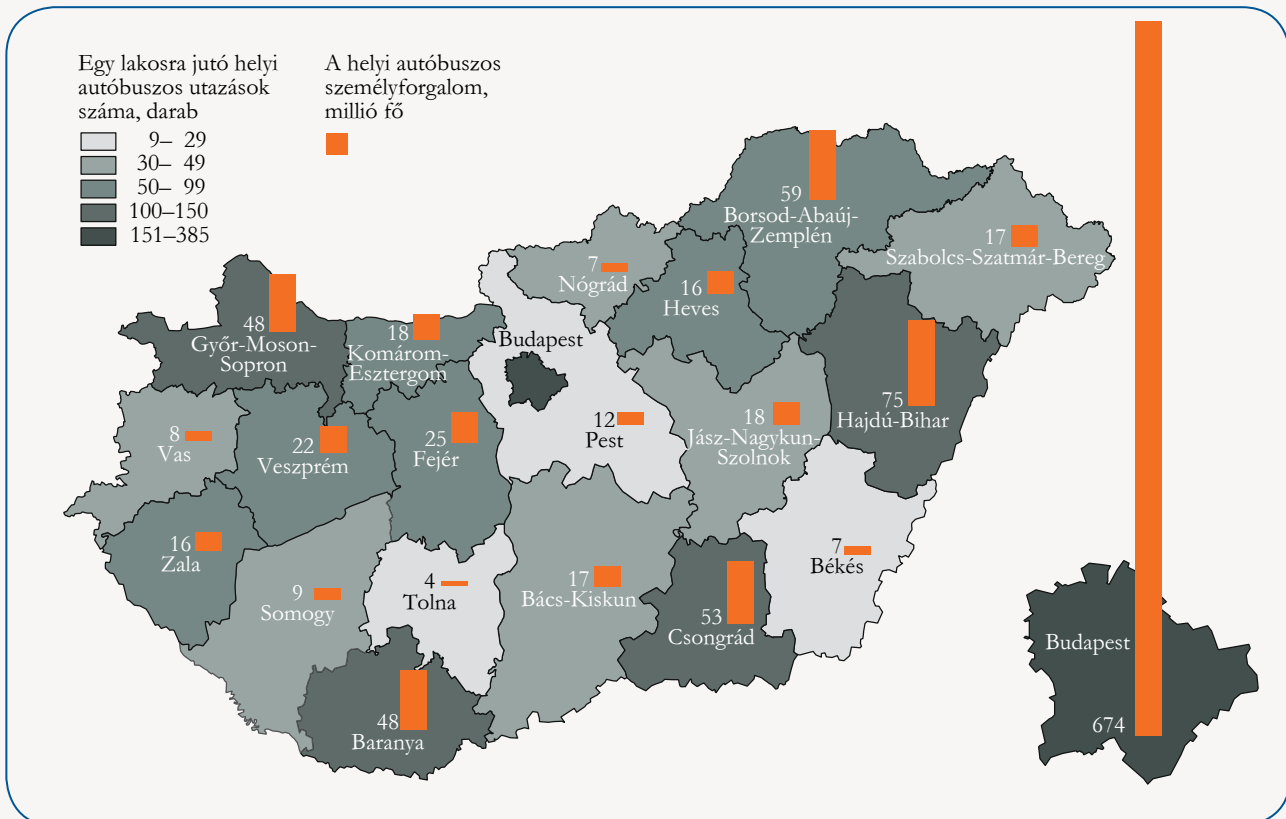 Egy lakosra jutó helyi
autóbuszos utazások
száma, darab
9– 29
30– 49
50– 99
100–150
151–385
A helyi autóbuszos
személyforgalom,
millió fő
59
Borsod-Abaúj-
Zemplén
17
Szabolcs-Szatmár-Bereg
7
Nógrád
16
Heves
48
Győr-Moson-
Sopron
18
Komárom-
Esztergom
Budapest
75
Hajdú-Bihar
12
Pest
18
Jász-Nagykun-
Szolnok
8
Vas
22
Veszprém
25
Fejér
16
Zala
9
Somogy
4
Tolna
17
Bács-Kiskun
53
Csongrád
7
Békés
48
Baranya
Budapest
674